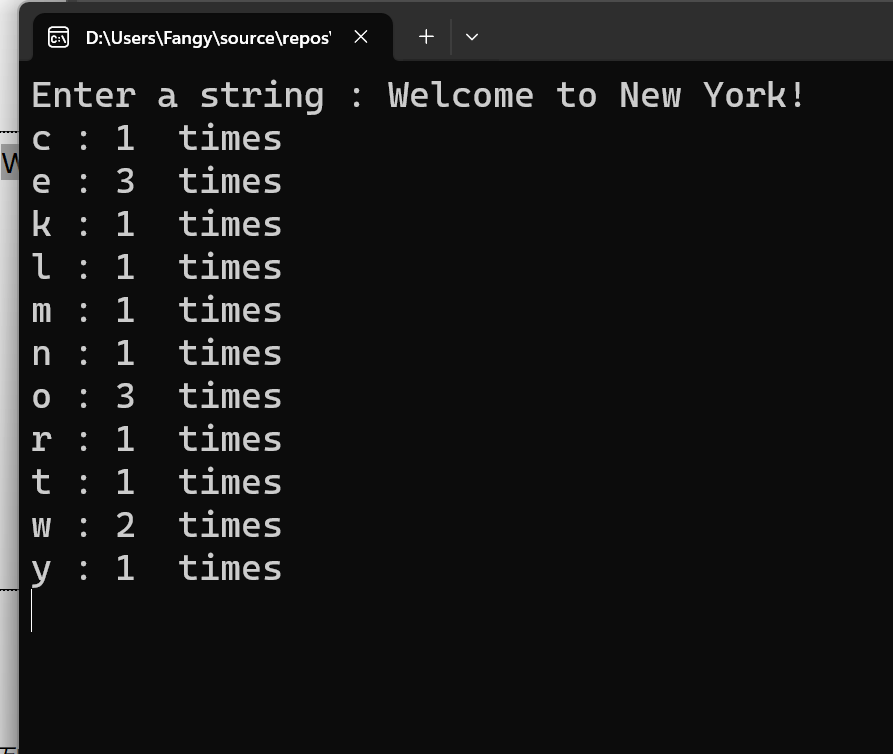 D:\Users\Fangy\source\repos\
Enter a string : Welcome to New York!
c : 1  times
e : 3  times
k : 1  times
l : 1  times
m : 1  times
n : 1  times
o : 3  times
r : 1  times
t : 1  times
w : 2  times
y : 1  times